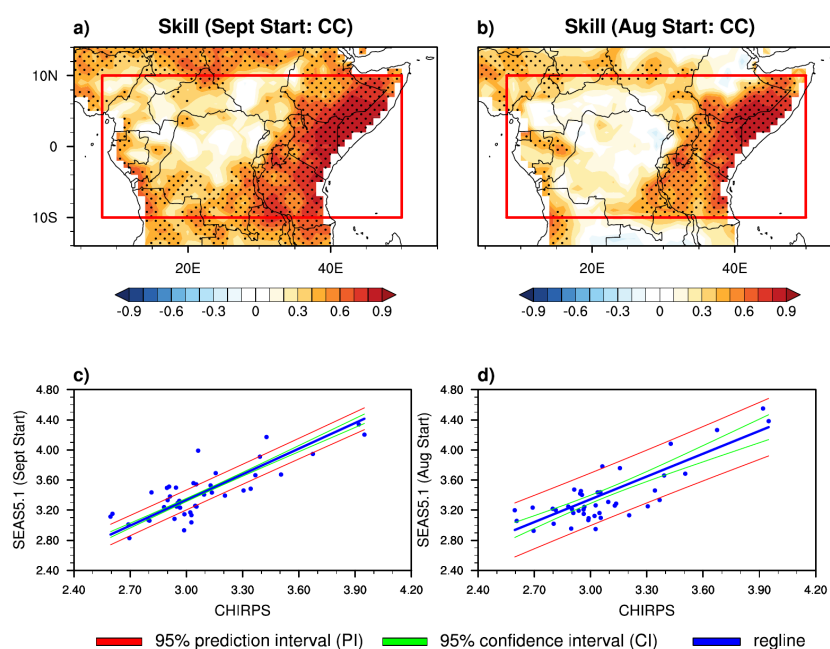 a) Skill (Sept Start: CC)
b) Skill (Aug Start: CC)
10N
0
10S
20E 40E
20E 40E
-0.9 -0.6 -0.3 0 0.3 0.6 0.9
-0.9 -0.6 -0.3 0 0.3 0.6 0.9
c)
SEAS5.1 (Sept Start)
4.80
4.40
4.00
3.60
3.20
2.80
2.40
2.40 2.70 3.00 3.30 3.60 3.90 4.20
CHIRPS
d)
SEAS5.1 (Aug Start)
4.80
4.40
4.00
3.60
3.20
2.80
2.40
2.40 2.70 3.00 3.30 3.60 3.90 4.20
CHIRPS
95% prediction interval (PI) 95% confidence interval (CI) regline